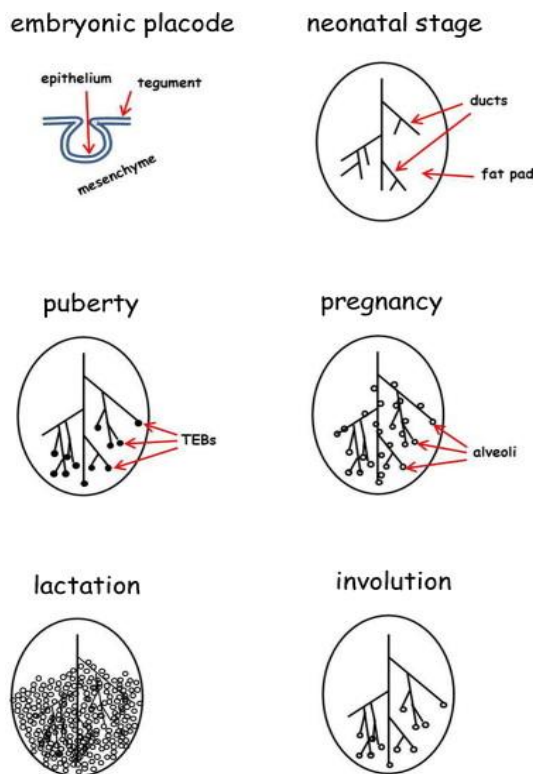 embryonic placode
neonatal stage
epithelium
tegument
mesenchyme
ducts
fat pad
puberty
pregnancy
TEBs
alveoli
lactation
involution